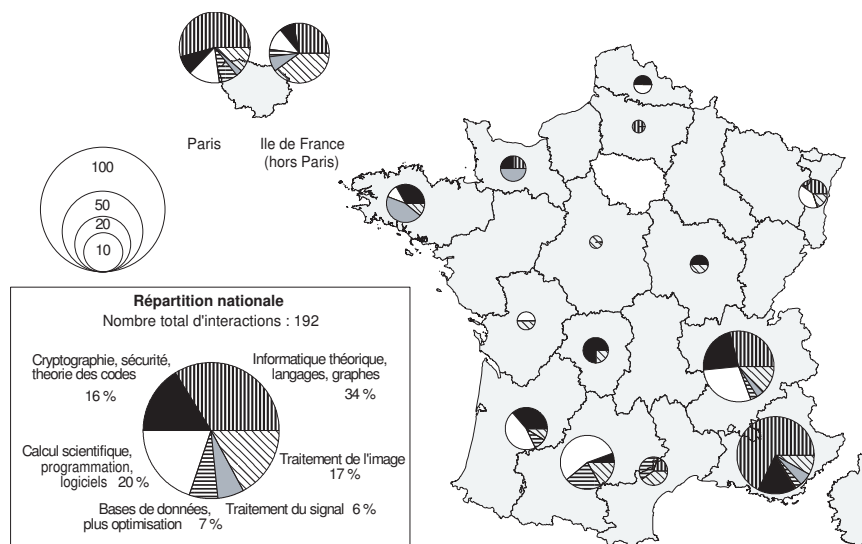 Paris
Ile de France
(hors Paris)
100
50
20
10
Répartition nationale
Nombre total d'interactions : 192
Cryptographie, sécurité,
théorie des codes
16 %
Informatique théorique,
langages, graphes
34 %
Calcul scientifique,
programmation,
logiciels 20 %
Traitement de l'image
17 %
Bases de données,
plus optimisation 7 %
Traitement du signal 6 %